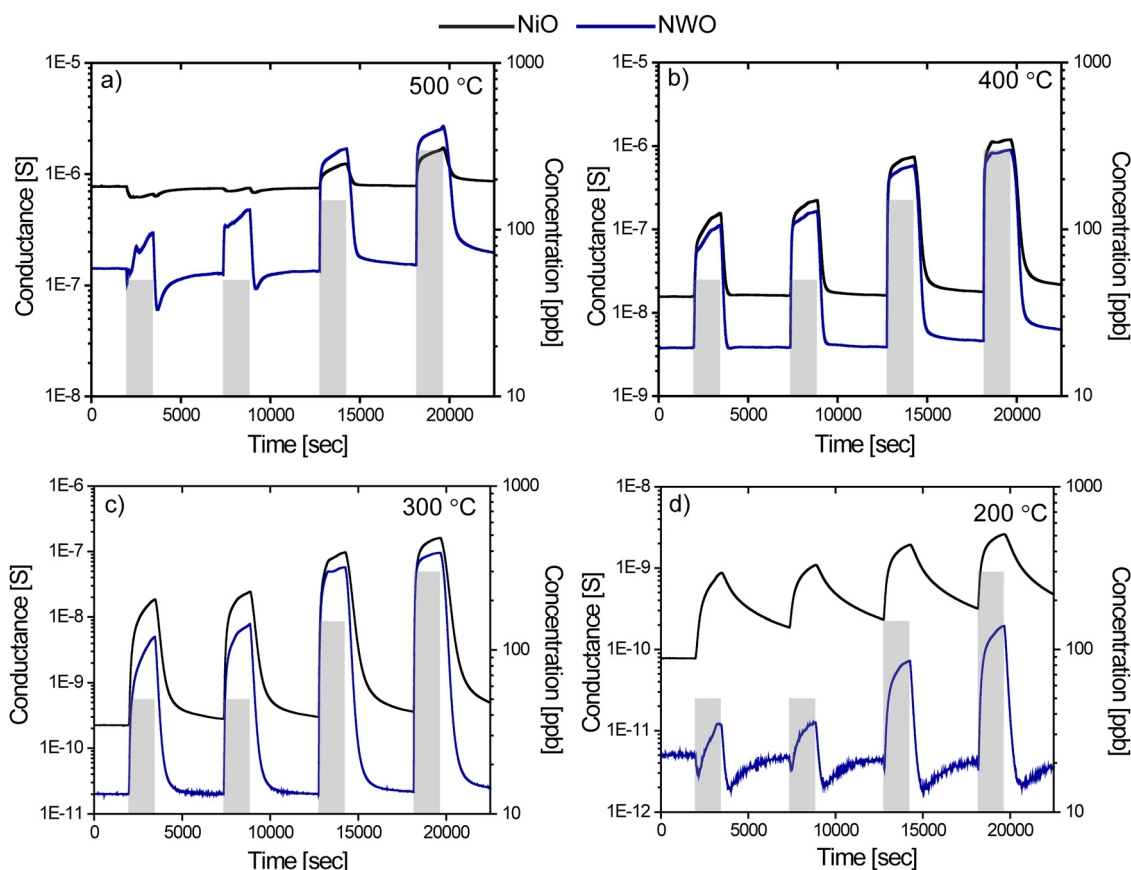 NiO NWO
a) 500 °C
1E-5
1E-6
1E-7
1E-8
Conductance [S]
1000
100
10
Concentration [ppb]
0 5000 10000 15000 20000
Time [sec]
b) 400 °C
1E-5
1E-6
1E-7
1E-8
1E-9
Conductance [S]
1000
100
10
Concentration [ppb]
0 5000 10000 15000 20000
Time [sec]
c) 300 °C
1E-6
1E-7
1E-8
1E-9
1E-10
1E-11
Conductance [S]
1000
100
10
Concentration [ppb]
0 5000 10000 15000 20000
Time [sec]
d) 200 °C
1E-8
1E-9
1E-10
1E-11
1E-12
Conductance [S]
1000
100
10
Concentration [ppb]
0 5000 10000 15000 20000
Time [sec]